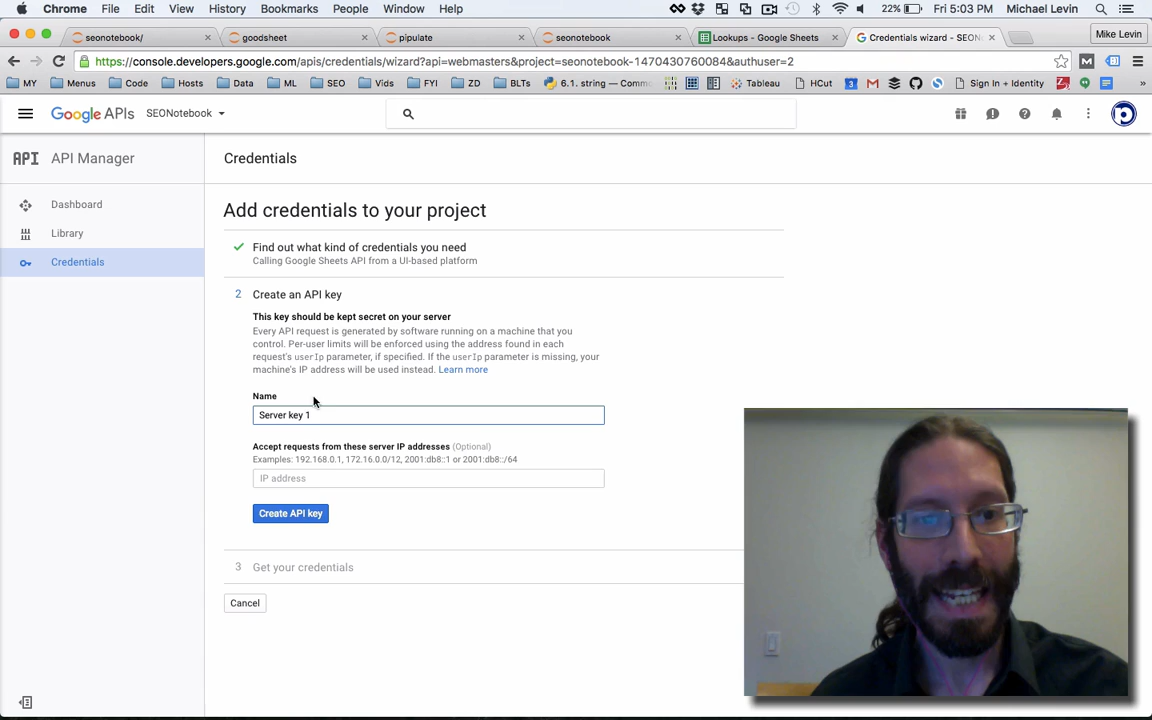 Chrome File Edit View History Bookmarks People Window Help 22% Fri 5:03 PM Michael Levin
seonotebook/ goodsheet pipulate seonotebook Lookups - Google Sheets Credentials wizard - SEON Mike Levin
https://console.developers.google.com/apis/credentials/wizard?api=webmasters&project=seonotebook-1470430760084&authuser=2
MY Menus Code Hosts Data ML SEO Vids FYI ZD BLTs 6.1. string — Comm Tableau HCut 3 Sign In + Identity »
Google APIs SEONotebook
API API Manager Credentials
Dashboard
Library
Credentials
Add credentials to your project
Find out what kind of credentials you need
Calling Google Sheets API from a UI-based platform
2 Create an API key
This key should be kept secret on your server
Every API request is generated by software running on a machine that you
control. Per-user limits will be enforced using the address found in each
request's userIp parameter, if specified. If the userIp parameter is missing, your
machine's IP address will be used instead. Learn more
Name
Server key 1
Accept requests from these server IP addresses (Optional)
Examples: 192.168.0.1, 172.16.0.0/12, 2001:db8::1 or 2001:db8::/64
IP address
Create API key
3 Get your credentials
Cancel